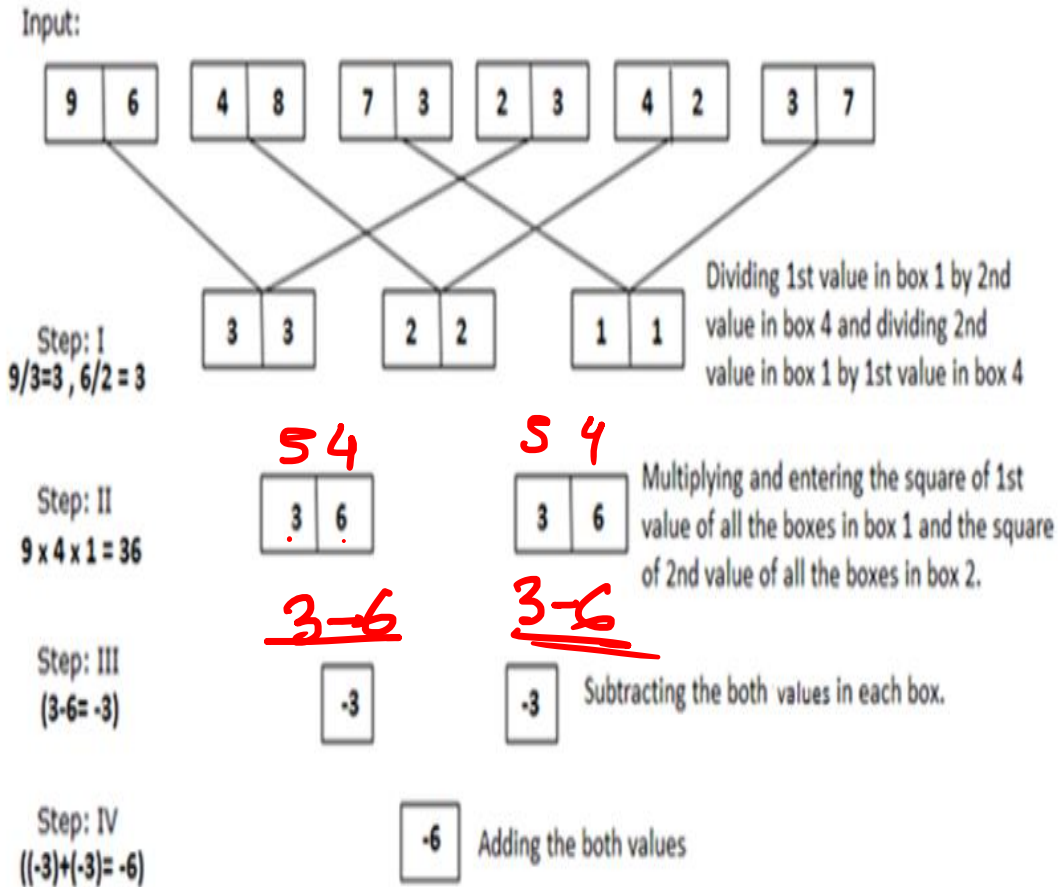 Input:
9 6 4 8 7 3 2 3 4 2 3 7
Dividing 1st value in box 1 by 2nd
value in box 4 and dividing 2nd
value in box 1 by 1st value in box 4
3 3 2 2 1 1
Step: I
9/3=3 , 6/2 = 3
5 4 5 4
Multiplying and entering the square of 1st
value of all the boxes in box 1 and the square
of 2nd value of all the boxes in box 2.
3 6 3 6
Step: II
9 x 4 x 1 = 36
3-6 3-6
Step: III
(3-6= -3)
-3 -3
Subtracting the both values in each box.
Step: IV
((-3)+(-3)= -6)
-6
Adding the both values